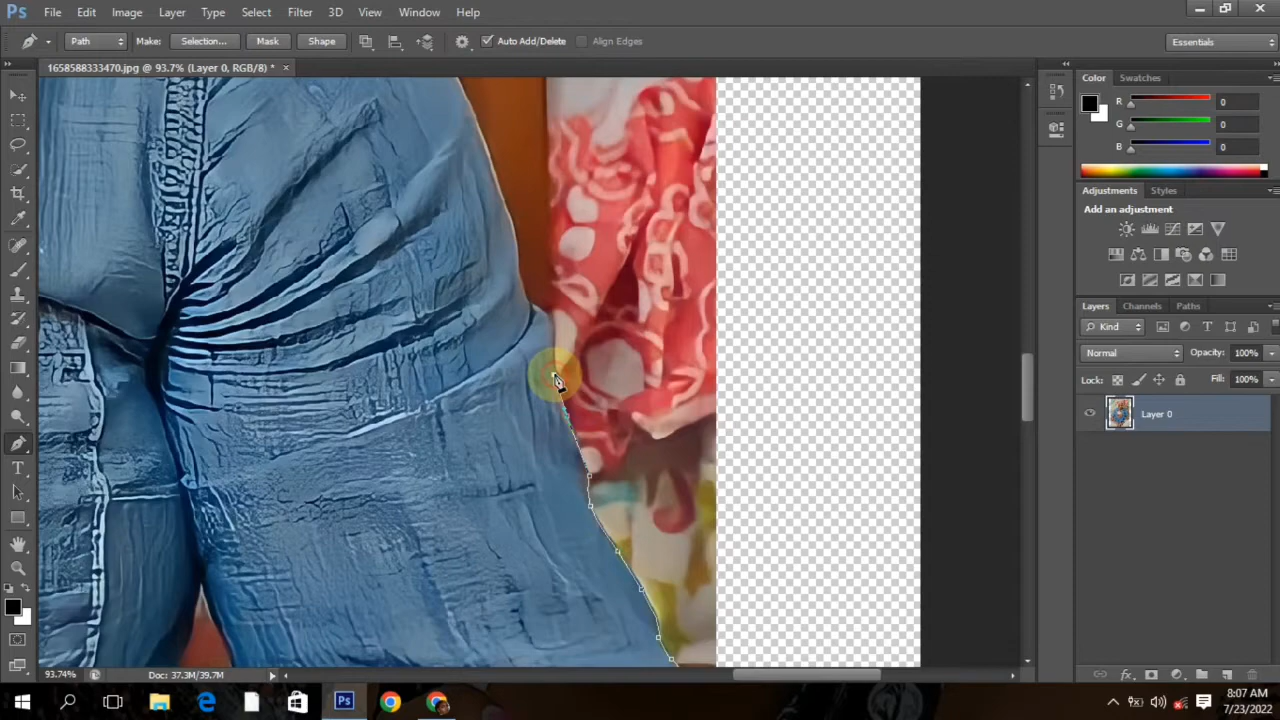 Ps File Edit Image Layer Type Select Filter 3D View Window Help
Path Make: Selection... Mask Shape Auto Add/Delete Align Edges Essentials
1658588333470.jpg @ 93.7% (Layer 0, RGB/8) *
Color Swatches
R 0
G 0
B 0
Adjustments Styles
Add an adjustment
Layers Channels Paths
Kind
Normal Opacity: 100%
Lock: Fill: 100%
Layer 0
93.74% Doc: 37.3M/39.7M
8:07 AM
7/23/2022